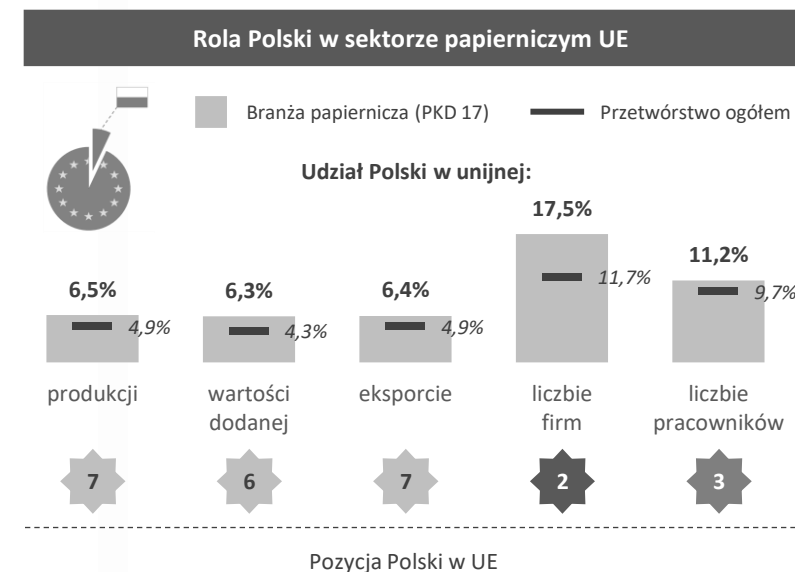 Rola Polski w sektorze papierniczym UE
Branża papiernicza (PKD 17)
Przetwórstwo ogółem
Udział Polski w unijnej:
6,5%
6,3%
6,4%
17,5%
11,2%
4,9%
4,3%
4,9%
11,7%
9,7%
produkcji
wartości
dodanej
eksporcie
liczbie
firm
liczbie
pracowników
7
6
7
2
3
Pozycja Polski w UE